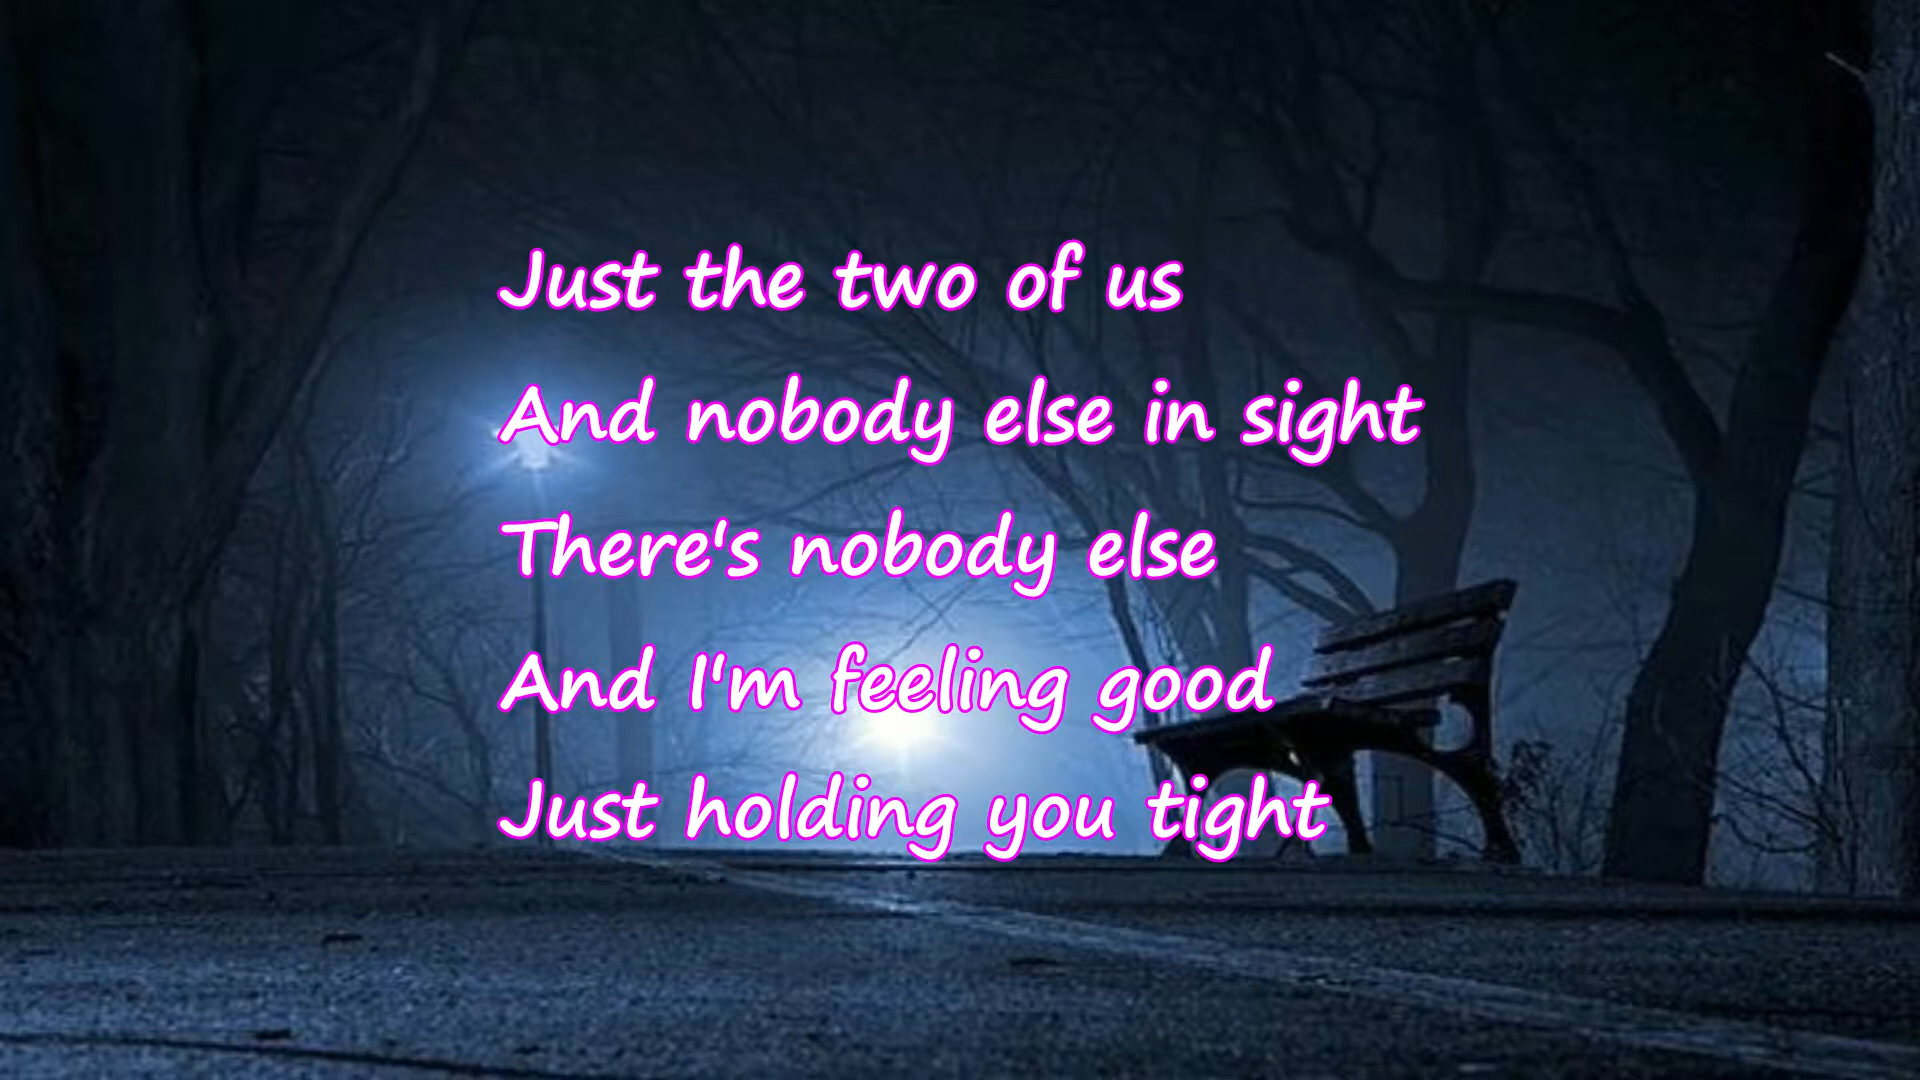 Just the two of us
And nobody else in sight
There's nobody else
And I'm feeling good
Just holding you tight